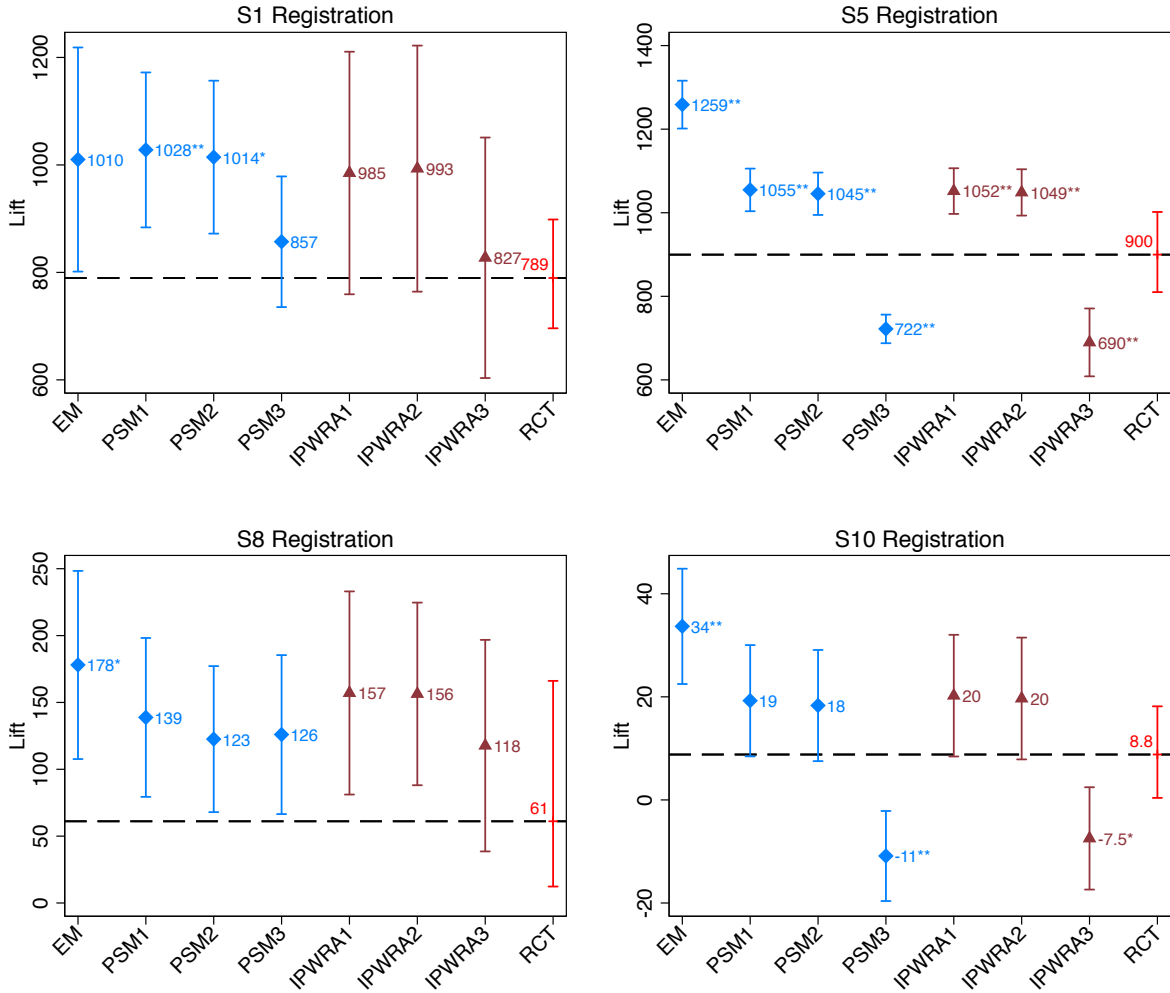 S1 Registration
Lift
600
800
1000
1200
1010
1028**
1014*
857
985
993
827
789
EM
PSM1
PSM2
PSM3
IPWRA1
IPWRA2
IPWRA3
RCT
S5 Registration
Lift
600
800
1000
1200
1400
1259**
1055**
1045**
722**
1052**
1049**
690**
900
EM
PSM1
PSM2
PSM3
IPWRA1
IPWRA2
IPWRA3
RCT
S8 Registration
Lift
0
50
100
150
200
250
178*
139
123
126
157
156
118
61
EM
PSM1
PSM2
PSM3
IPWRA1
IPWRA2
IPWRA3
RCT
S10 Registration
Lift
-20
0
20
40
34**
19
18
-11**
20
20
-7.5*
8.8
EM
PSM1
PSM2
PSM3
IPWRA1
IPWRA2
IPWRA3
RCT